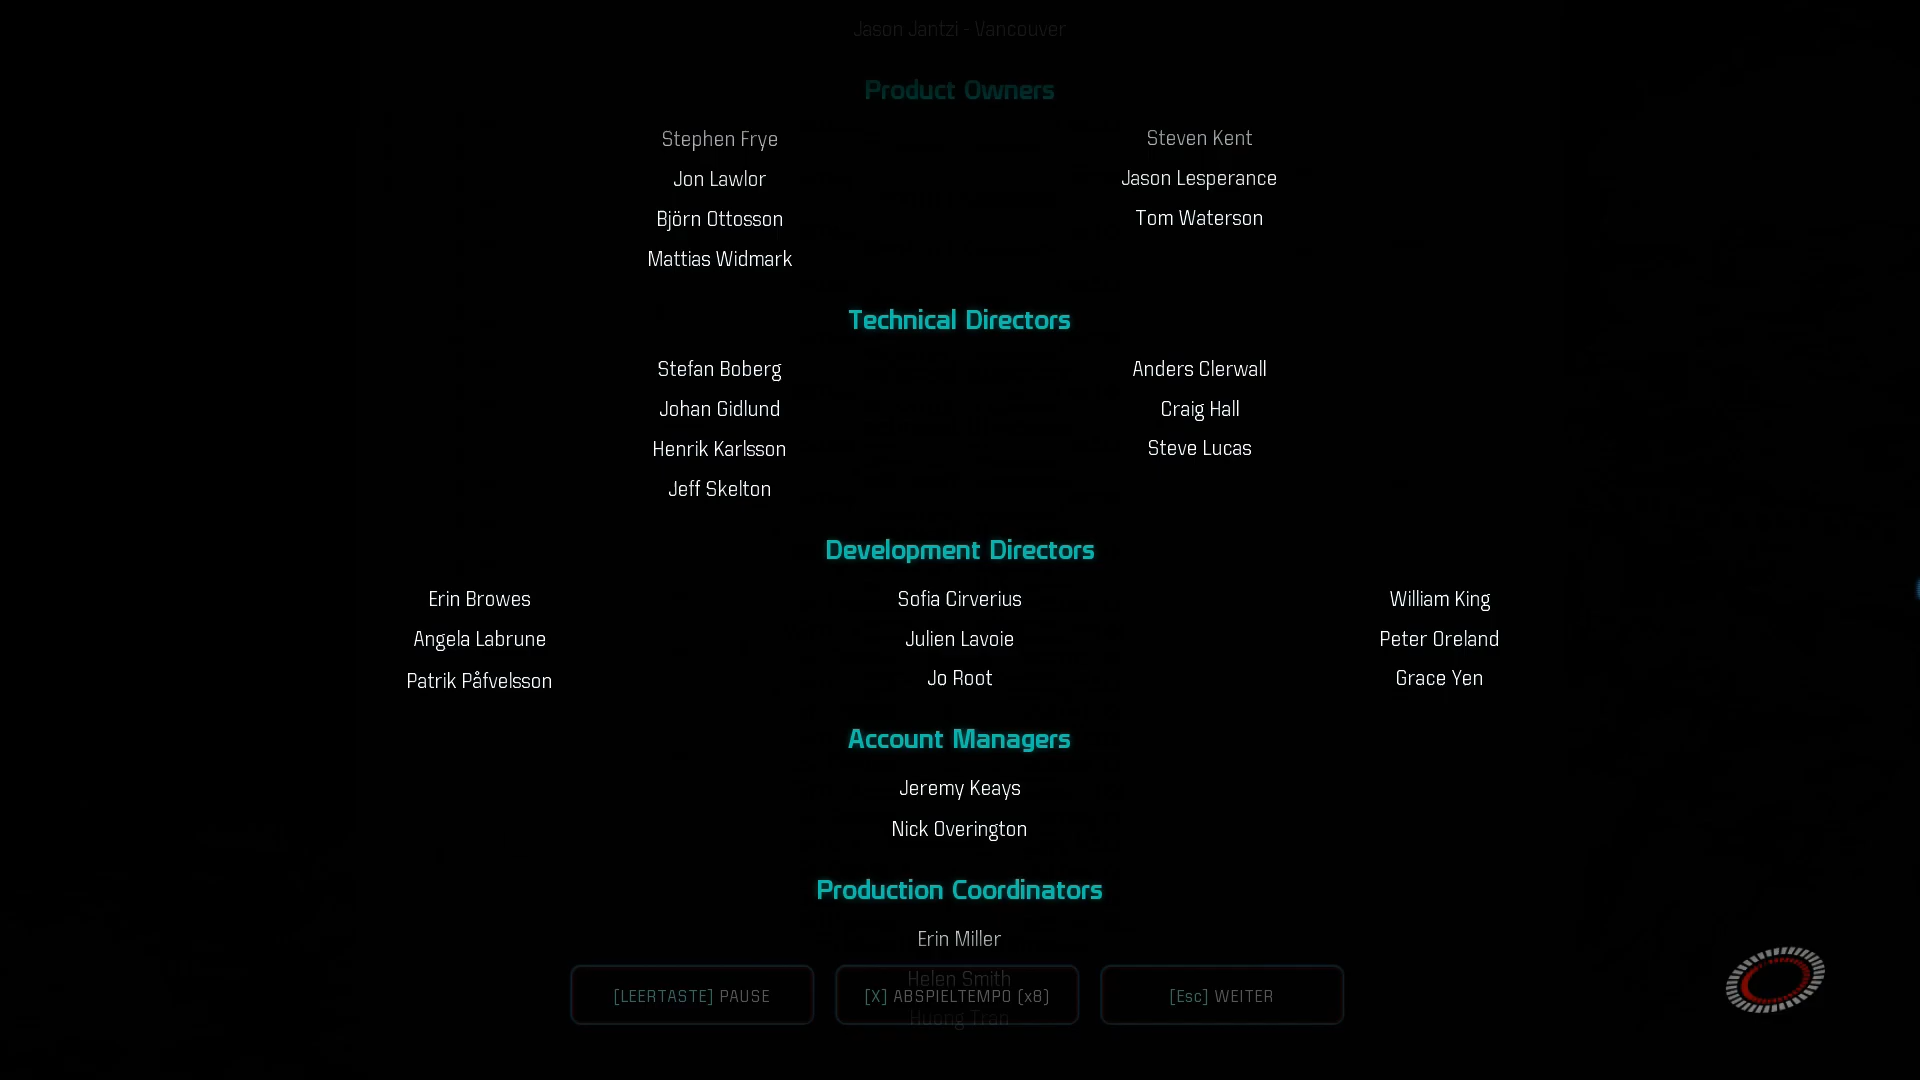 Jason Jantzi - Vancouver
Product Owners
Stephen Frye
Steven Kent
Jon Lawlor
Jason Lesperance
Björn Ottosson
Tom Waterson
Mattias Widmark
Technical Directors
Stefan Boberg
Anders Clerwall
Johan Gidlund
Craig Hall
Henrik Karlsson
Steve Lucas
Jeff Skelton
Development Directors
Erin Browes
Sofia Cirverius
William King
Angela Labrune
Julien Lavoie
Peter Oreland
Patrik Påfvelsson
Jo Root
Grace Yen
Account Managers
Jeremy Keays
Nick Overington
Production Coordinators
Erin Miller
Helen Smith
[LEERTASTE] PAUSE
[X] ABSPIELTEMPO (x8)
[Esc] WEITER
Huong Tran